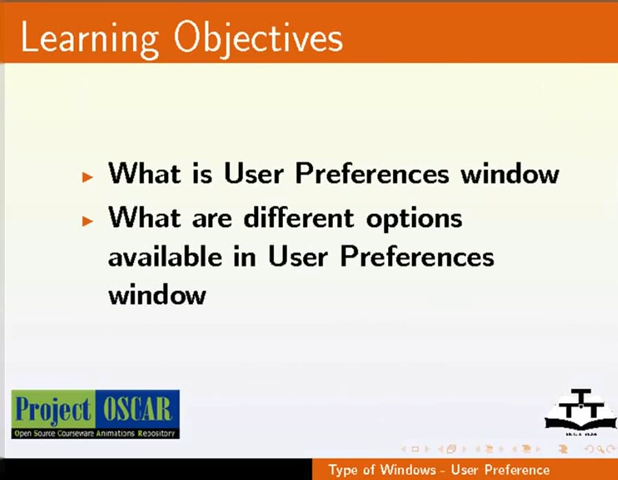 Learning Objectives
What is User Preferences window
What are different options
available in User Preferences
window
Project OSCAR
Open Source Courseware Animations Repository
Type of Windows - User Preference